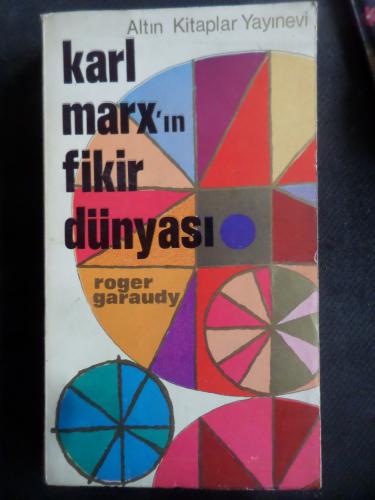 Altın Kitaplar Yayınevi
karl
marx'ın
fikir
dünyası
roger
garaudy